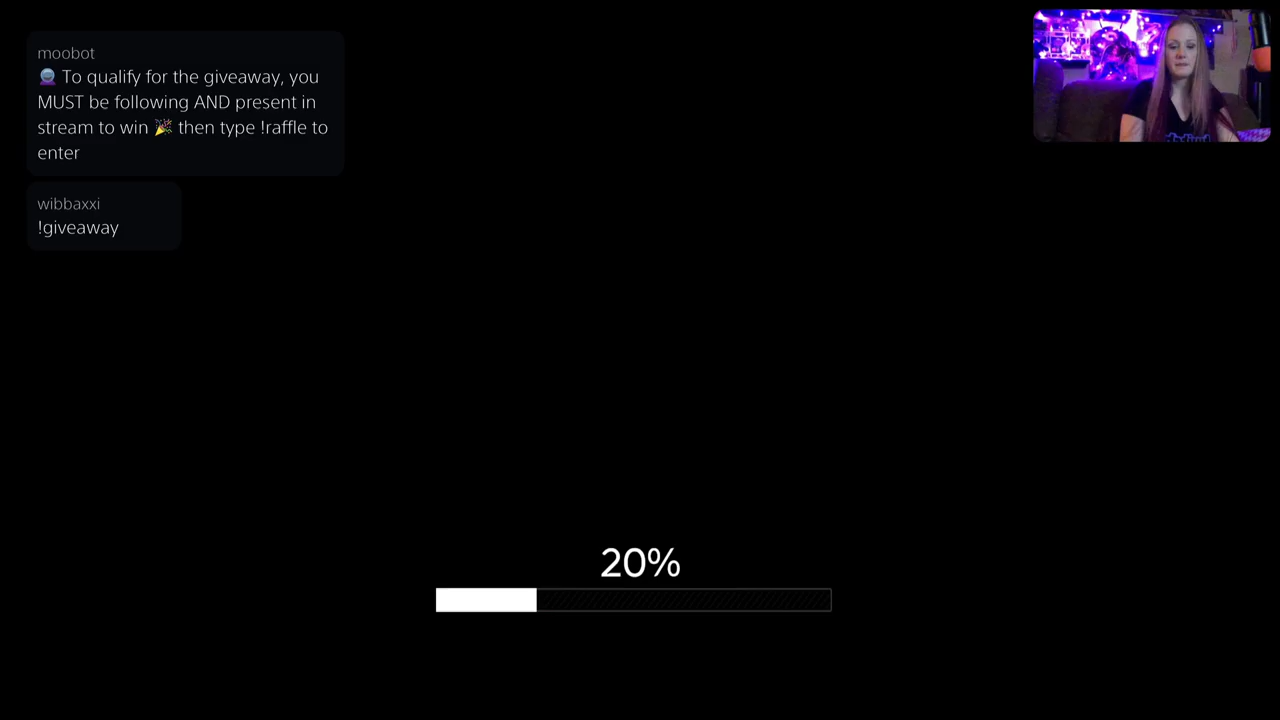 moobot
🔮 To qualify for the giveaway, you
MUST be following AND present in
stream to win 🎉 then type !raffle to
enter
wibbaxxi
!giveaway
20%